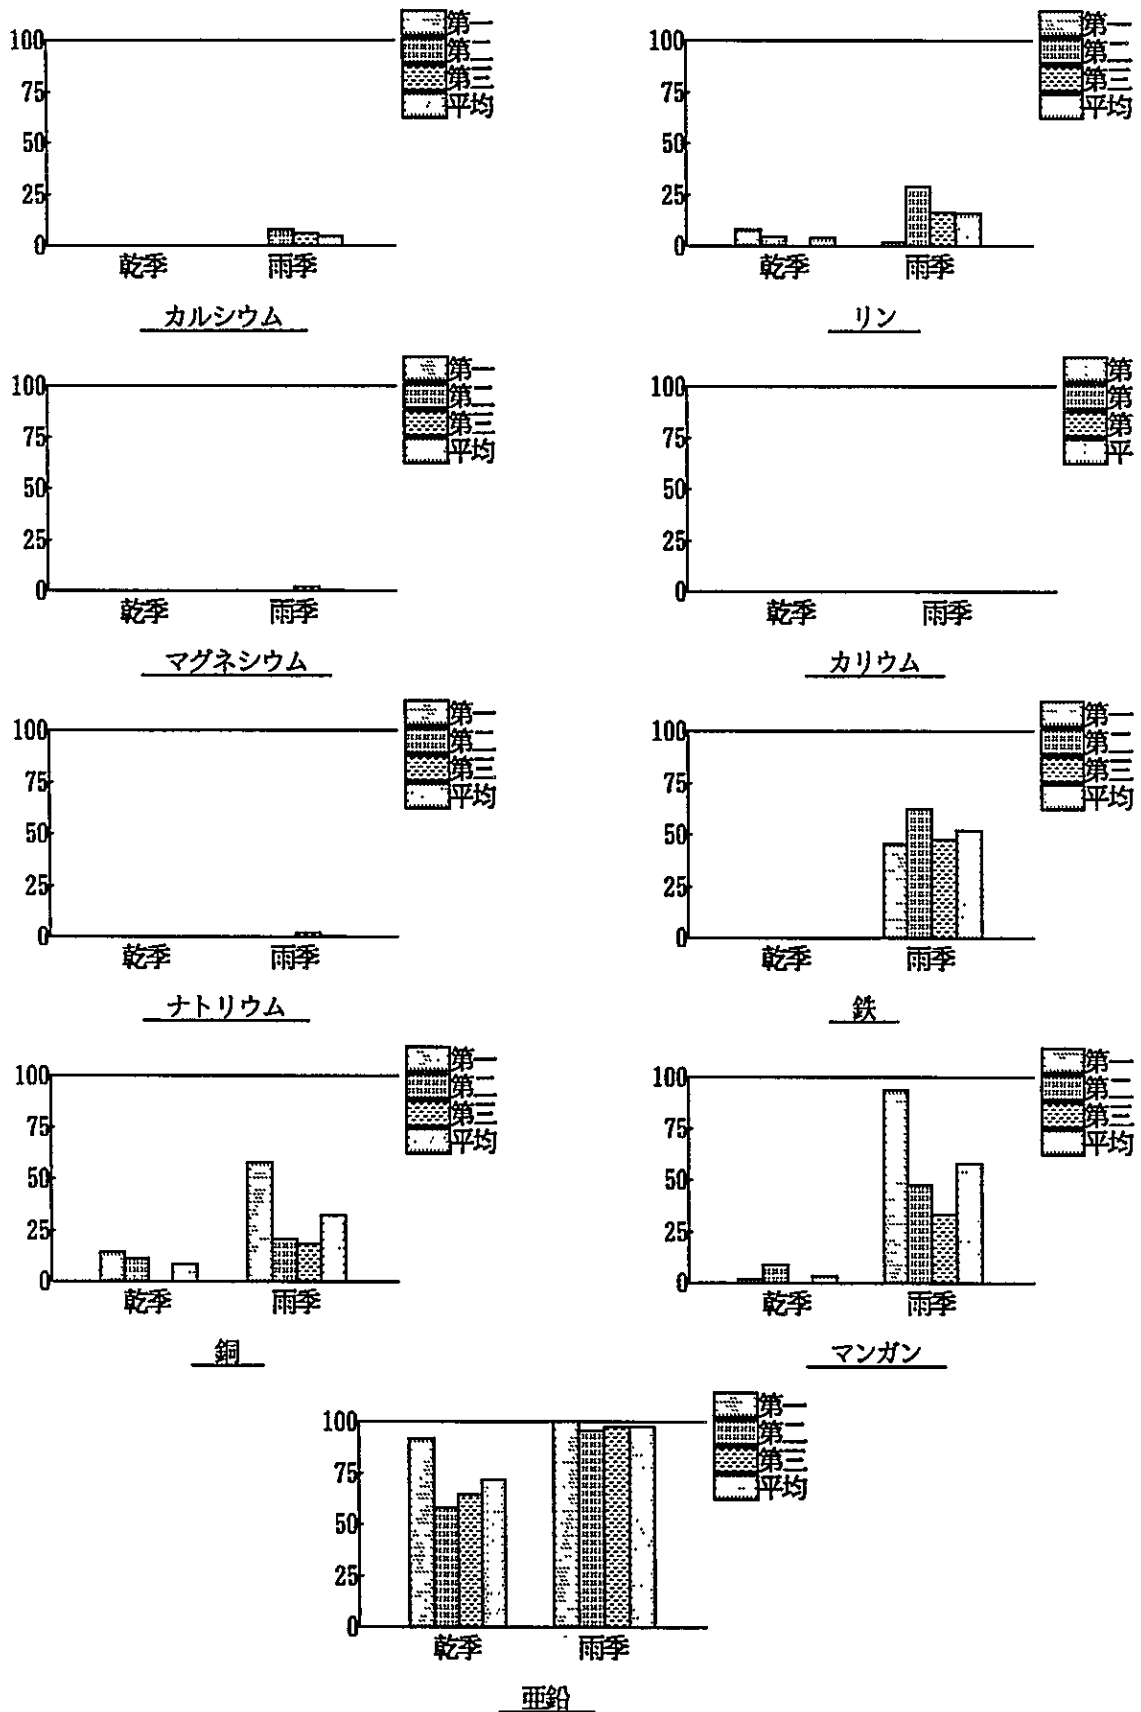 第一
第二
第三
平均
100
75
50
25
0
乾季 雨季
カルシウム
第一
第二
第三
平均
100
75
50
25
0
乾季 雨季
リン
第一
第二
第三
平均
100
75
50
25
0
乾季 雨季
マグネシウム
第
第
第
平
100
75
50
25
0
乾季 雨季
カリウム
第一
第二
第三
平均
100
75
50
25
0
乾季 雨季
ナトリウム
第一
第二
第三
平均
100
75
50
25
0
乾季 雨季
鉄
第一
第二
第三
平均
100
75
50
25
0
乾季 雨季
銅
第一
第二
第三
平均
100
75
50
25
0
乾季 雨季
マンガン
第一
第二
第三
平均
100
75
50
25
0
乾季 雨季
亜鉛